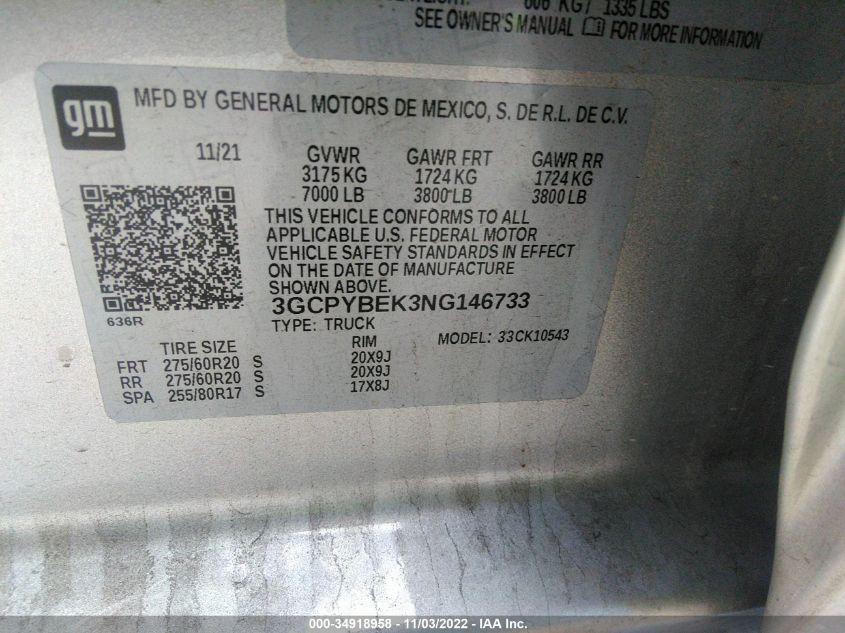 KG / 1335 LBS
SEE OWNER'S MANUAL FOR MORE INFORMATION
gm
MFD BY GENERAL MOTORS DE MEXICO, S. DE R.L. DE C.V.
11/21 GVWR GAWR FRT GAWR RR
3175 KG 1724 KG 1724 KG
7000 LB 3800 LB 3800 LB
THIS VEHICLE CONFORMS TO ALL
APPLICABLE U.S. FEDERAL MOTOR
VEHICLE SAFETY STANDARDS IN EFFECT
ON THE DATE OF MANUFACTURE
SHOWN ABOVE.
3GCPYBEK3NG146733
636R
TYPE: TRUCK
MODEL: 33CK10543
TIRE SIZE RIM
FRT 275/60R20 S 20X9J
RR 275/60R20 S 20X9J
SPA 255/80R17 S 17X8J
000-34918958 - 11/03/2022 - IAA Inc.